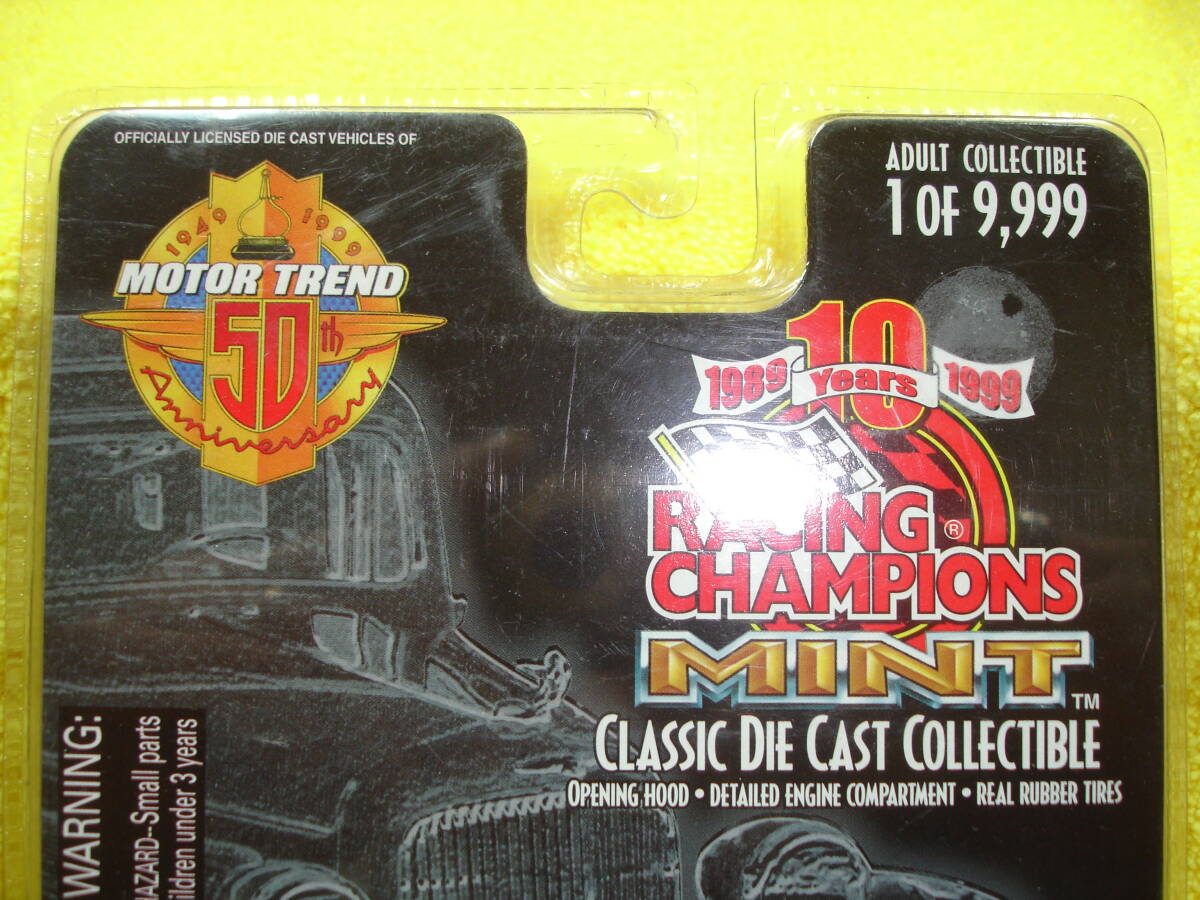 OFFICIALLY LICENSED DIE CAST VEHICLES OF
1949 1999
MOTOR TREND
50th
Anniversary
ADULT COLLECTIBLE
1 OF 9,999
10
1989 Years 1999
RACING
CHAMPIONS ®
MINT ™
CLASSIC DIE CAST COLLECTIBLE
OPENING HOOD • DETAILED ENGINE COMPARTMENT • REAL RUBBER TIRES
WARNING:
Small parts
under 3 years